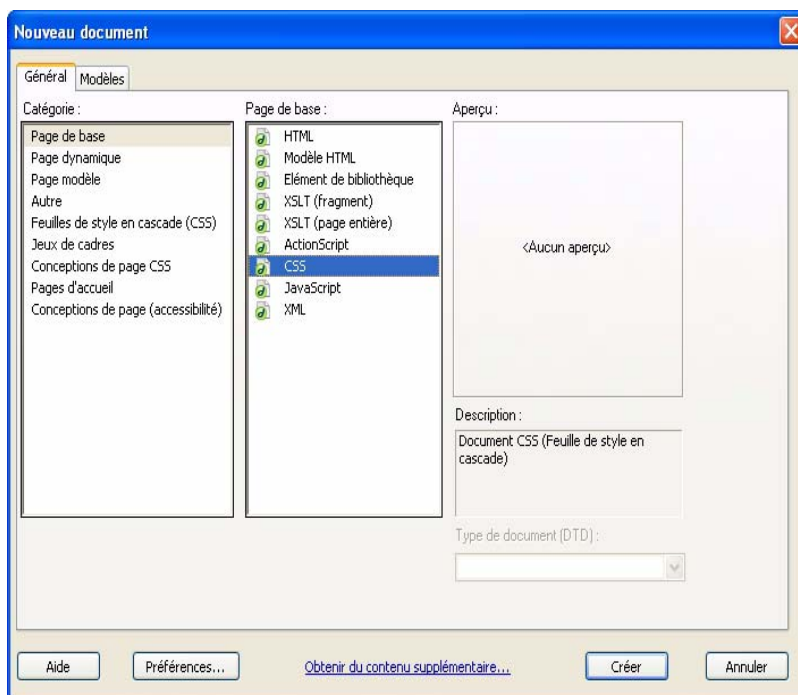 Nouveau document
Général
Modèles
Catégorie :
Page de base
Page dynamique
Page modèle
Autre
Feuilles de style en cascade (CSS)
Jeux de cadres
Conceptions de page CSS
Pages d'accueil
Conceptions de page (accessibilité)
Page de base :
HTML
Modèle HTML
Elément de bibliothèque
XSLT (fragment)
XSLT (page entière)
ActionScript
CSS
JavaScript
XML
Aperçu :
<Aucun aperçu>
Description :
Document CSS (Feuille de style en
cascade)
Type de document (DTD) :
Aide
Préférences...
Obtenir du contenu supplémentaire...
Créer
Annuler